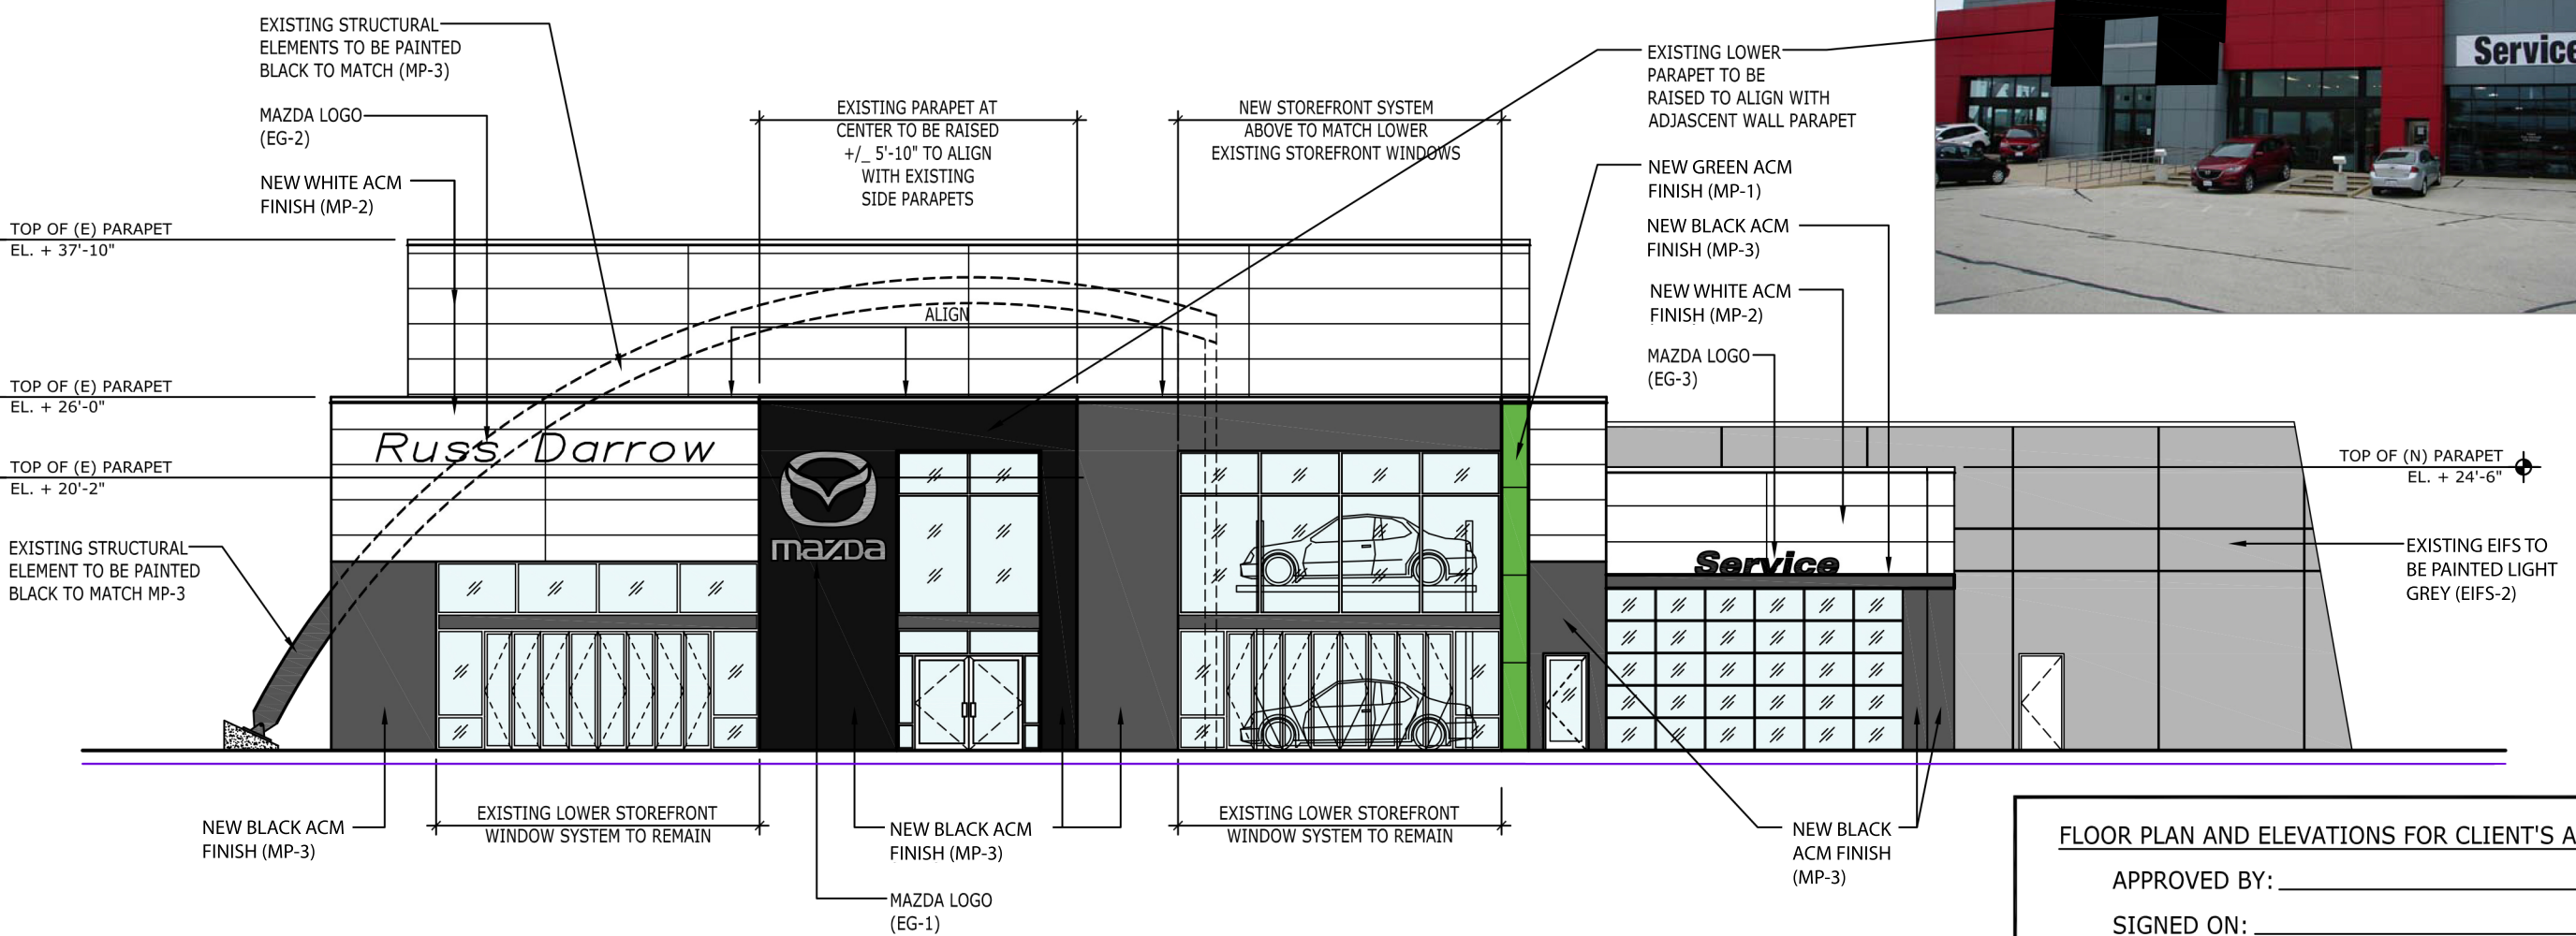 EXISTING STRUCTURAL
ELEMENTS TO BE PAINTED
BLACK TO MATCH (MP-3)
MAZDA LOGO
(EG-2)
NEW WHITE ACM
FINISH (MP-2)
TOP OF (E) PARAPET
EL. + 37'-10"
TOP OF (E) PARAPET
EL. + 26'-0"
TOP OF (E) PARAPET
EL. + 20'-2"
EXISTING STRUCTURAL
ELEMENT TO BE PAINTED
BLACK TO MATCH MP-3
EXISTING PARAPET AT
CENTER TO BE RAISED
+/_ 5'-10" TO ALIGN
WITH EXISTING
SIDE PARAPETS
NEW STOREFRONT SYSTEM
ABOVE TO MATCH LOWER
EXISTING STOREFRONT WINDOWS
EXISTING LOWER
PARAPET TO BE
RAISED TO ALIGN WITH
ADJASCENT WALL PARAPET
NEW GREEN ACM
FINISH (MP-1)
NEW BLACK ACM
FINISH (MP-3)
NEW WHITE ACM
FINISH (MP-2)
MAZDA LOGO
(EG-3)
Service
ALIGN
Russ Darrow
mazda
Service
TOP OF (N) PARAPET
EL. + 24'-6"
EXISTING EIFS TO
BE PAINTED LIGHT
GREY (EIFS-2)
NEW BLACK ACM
FINISH (MP-3)
EXISTING LOWER STOREFRONT
WINDOW SYSTEM TO REMAIN
NEW BLACK ACM
FINISH (MP-3)
MAZDA LOGO
(EG-1)
EXISTING LOWER STOREFRONT
WINDOW SYSTEM TO REMAIN
NEW BLACK
ACM FINISH
(MP-3)
FLOOR PLAN AND ELEVATIONS FOR CLIENT'S A
APPROVED BY:
SIGNED ON: